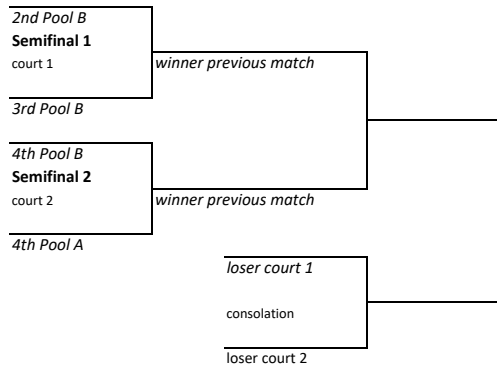 2nd Pool B
Semifinal 1
court 1
winner previous match
3rd Pool B
4th Pool B
Semifinal 2
court 2
winner previous match
4th Pool A
loser court 1
consolation
loser court 2